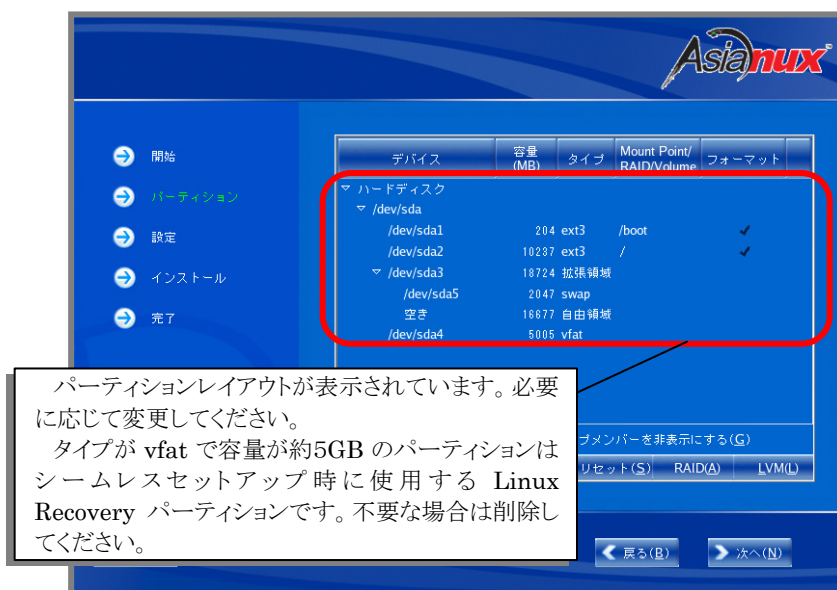 Asianux
開始
パーティション
設定
インストール
完了
デバイス 容量(MB) タイプ Mount Point/RAID/Volume フォーマット
ハードディスク
/dev/sda
/dev/sda1 204 ext3 /boot
/dev/sda2 10237 ext3 /
/dev/sda3 18724 拡張領域
/dev/sda5 2047 swap
空き 16677 自由領域
/dev/sda4 5005 vfat
パーティションレイアウトが表示されています。必要
に応じて変更してください。
タイプが vfat で容量が約5GB のパーティションは
シームレスセットアップ時に使用する Linux
Recovery パーティションです。不要な場合は削除し
てください。
プメンバーを非表示にする(G)
リセット(S) RAID(A) LVM(L)
戻る(B) 次へ(N)